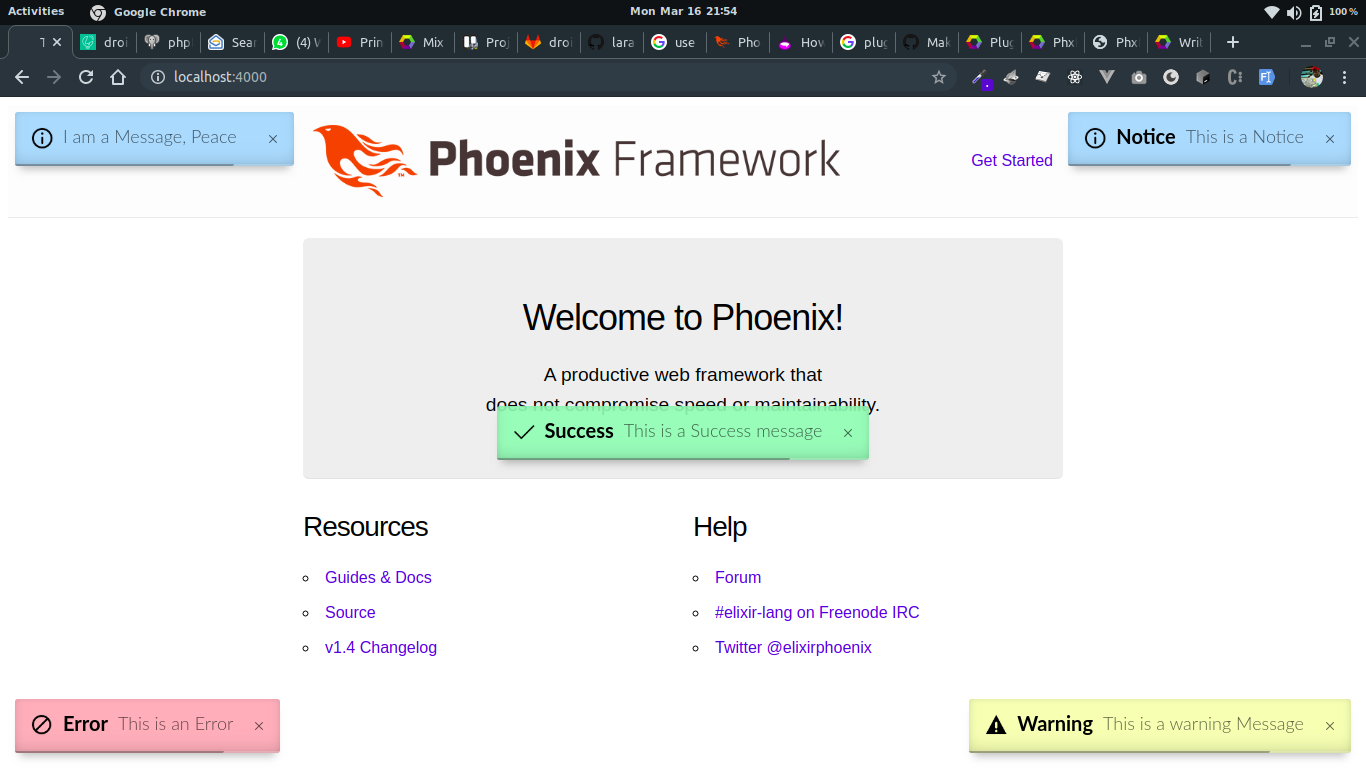 Activities Google Chrome Mon Mar 16 21:54 100 %
T droi php Sear (4) W Prin Mix Proj droi lara use Pho How plug Mak Plug Phx Phx Writ
localhost:4000
I am a Message, Peace ×
Phoenix Framework
™
Get Started
Notice This is a Notice ×
Welcome to Phoenix!
A productive web framework that
does not compromise speed or maintainability.
Success This is a Success message ×
Resources
Guides & Docs
Source
v1.4 Changelog
Help
Forum
#elixir-lang on Freenode IRC
Twitter @elixirphoenix
Error This is an Error ×
Warning This is a warning Message ×